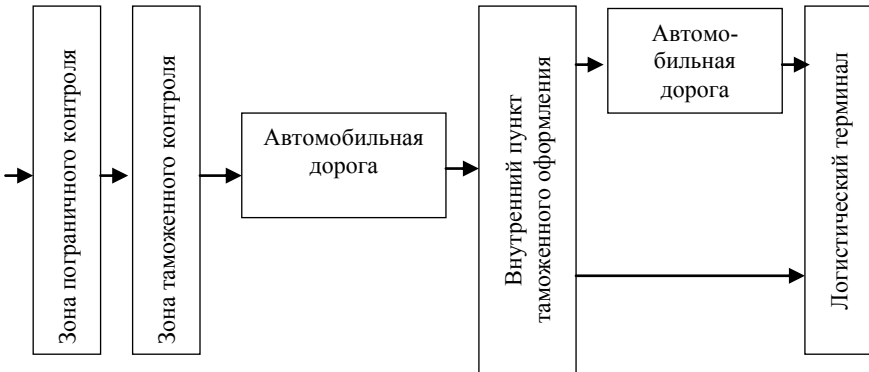 Зона пограничного контроля
Зона таможенного контроля
Автомобильная
дорога
Внутренний пункт
таможенного оформления
Автомо-
бильная
дорога
Логистический терминал